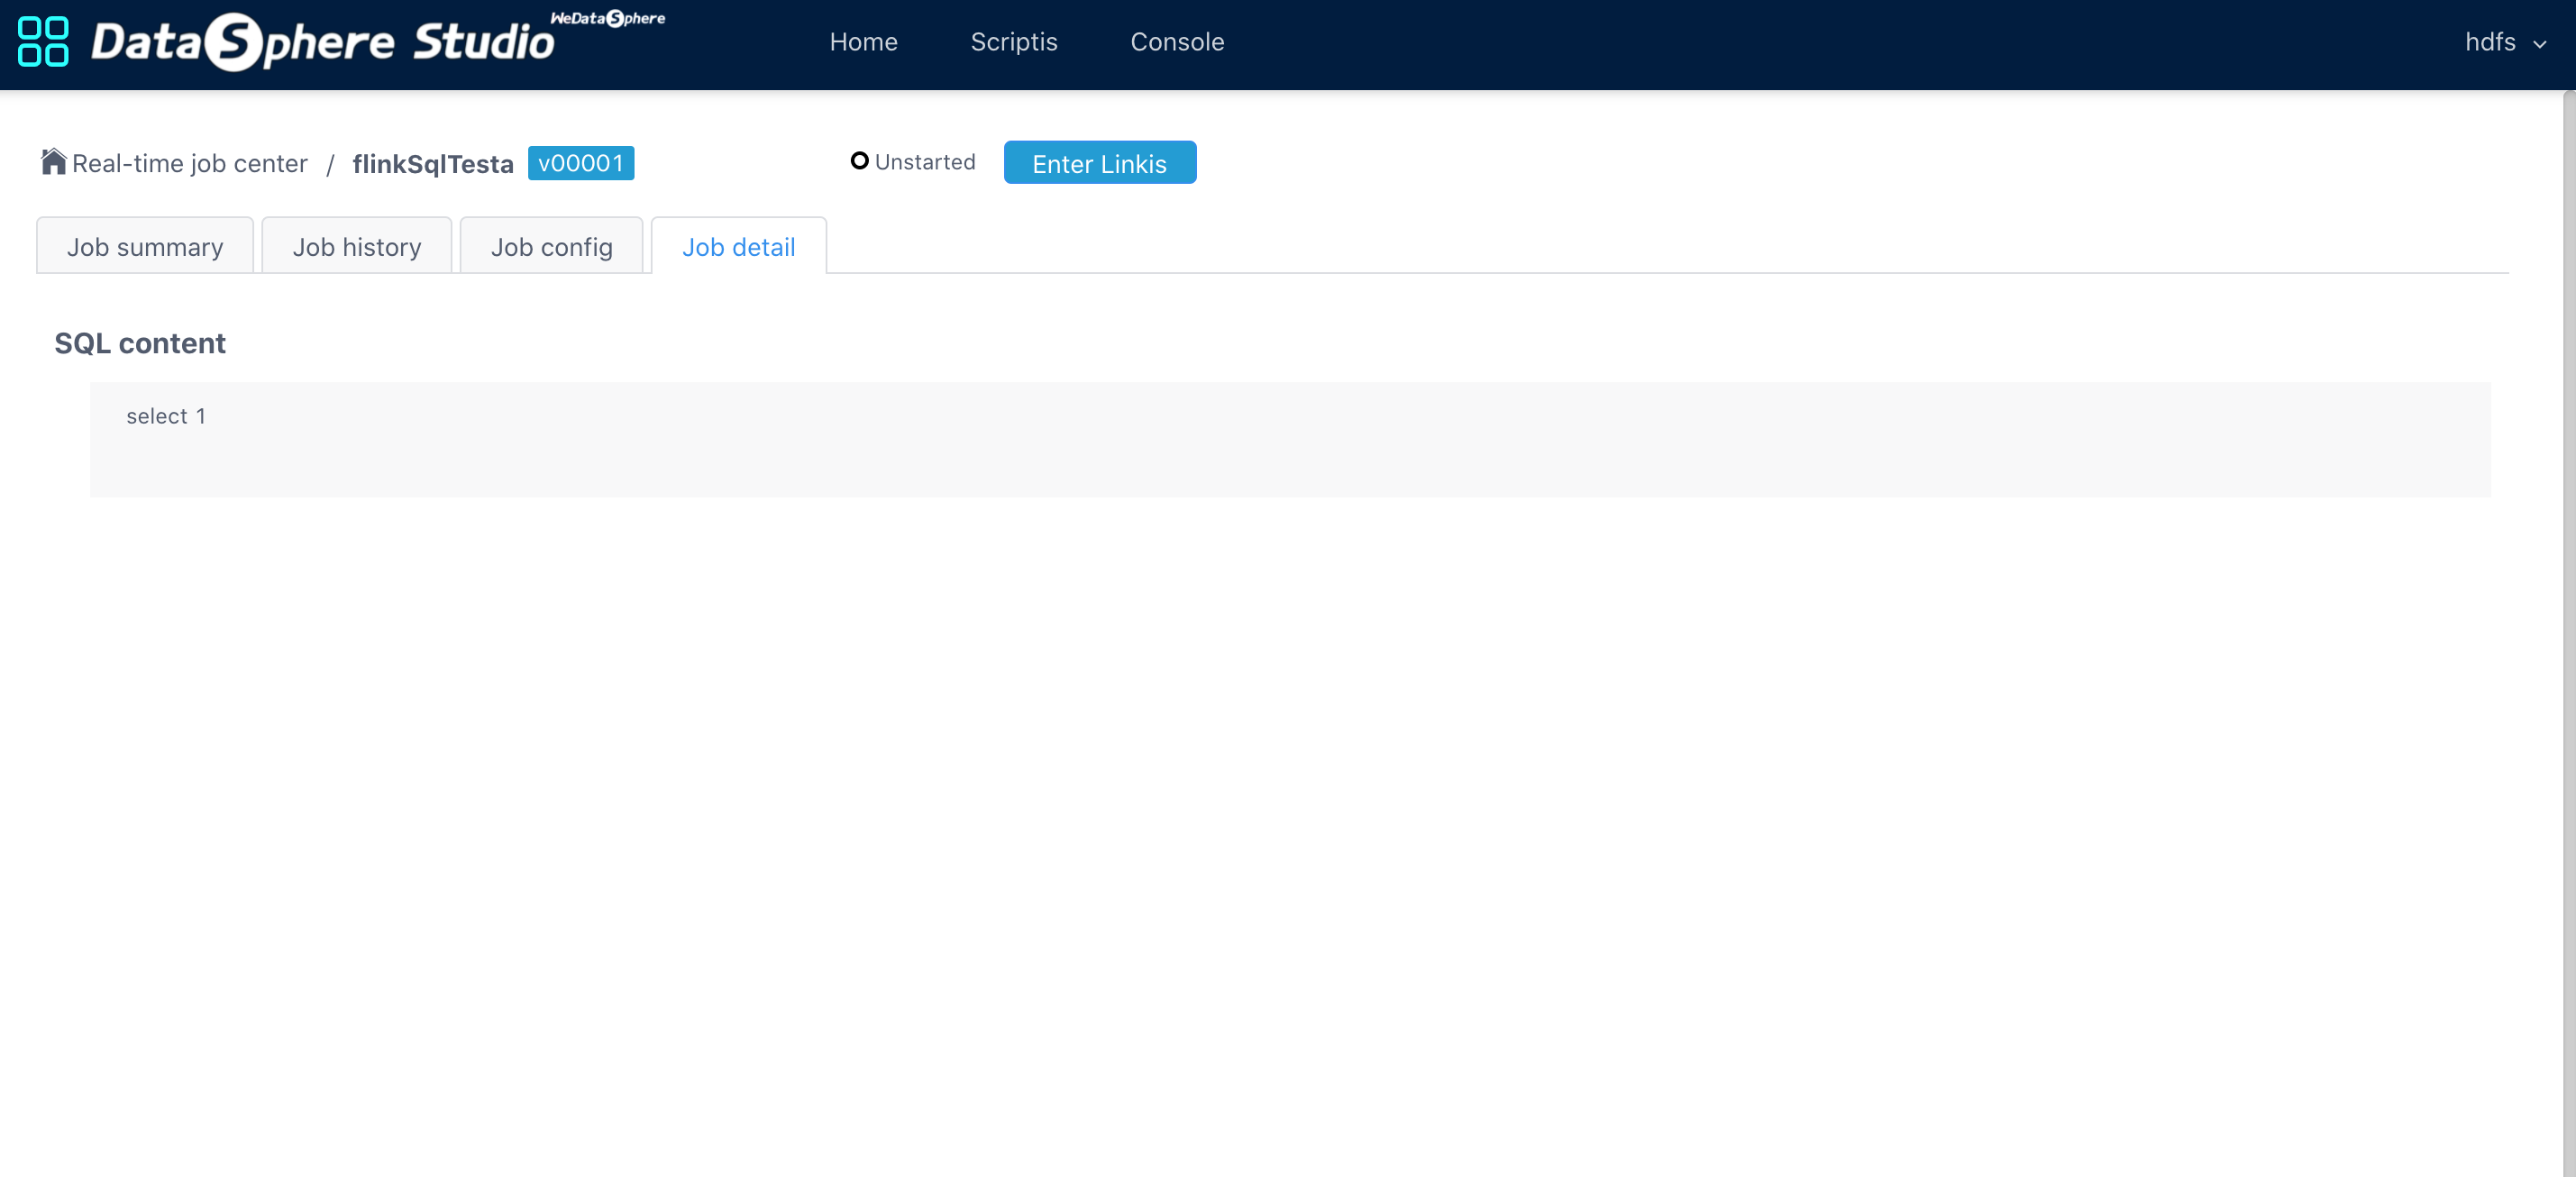 DataSphere Studio WeDataSphere
Home Scriptis Console hdfs
Real-time job center / flinkSqlTesta v00001 Unstarted Enter Linkis
Job summary Job history Job config Job detail
SQL content
select 1